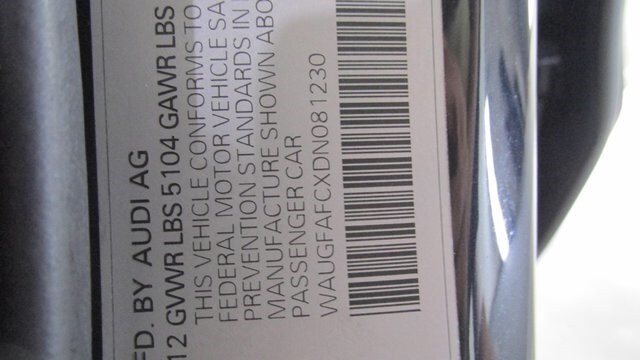 FD. BY AUDI AG
12 GVWR LBS 5104 GAWR LBS
THIS VEHICLE CONFORMS TO
FEDERAL MOTOR VEHICLE SA
PREVENTION STANDARDS IN
MANUFACTURE SHOWN ABO
PASSENGER CAR
WAUGFAFCXDN081230